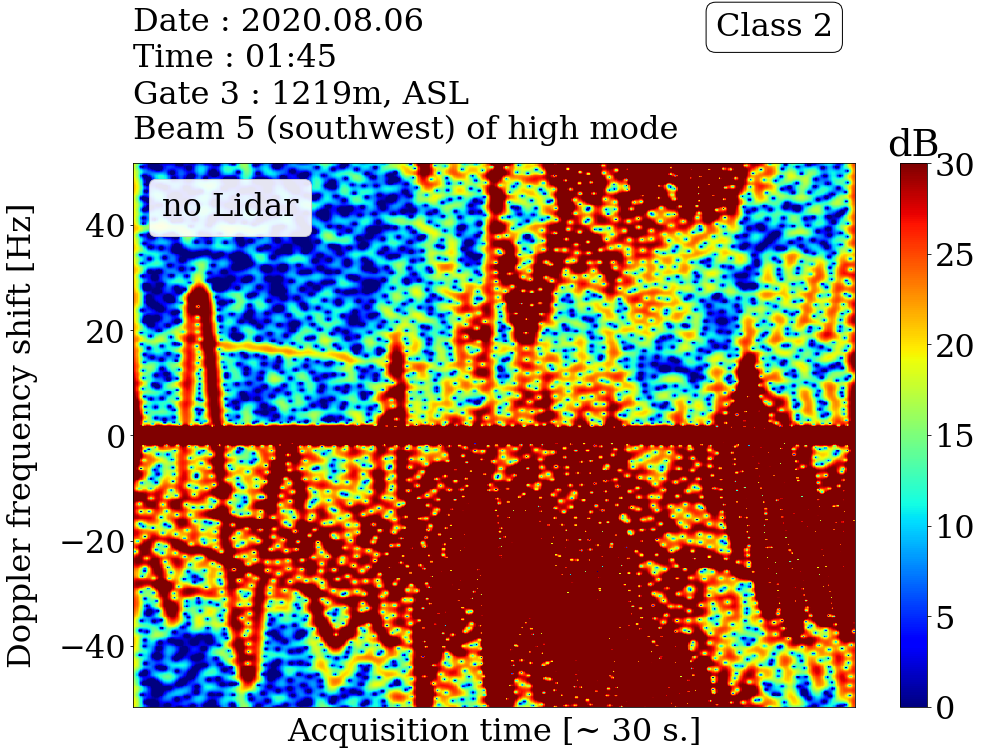 Date : 2020.08.06
Time : 01:45
Gate 3 : 1219m, ASL
Beam 5 (southwest) of high mode
Class 2
dB
no Lidar
Doppler frequency shift [Hz]
40
20
0
−20
−40
30
25
20
15
10
5
0
Acquisition time [~ 30 s.]